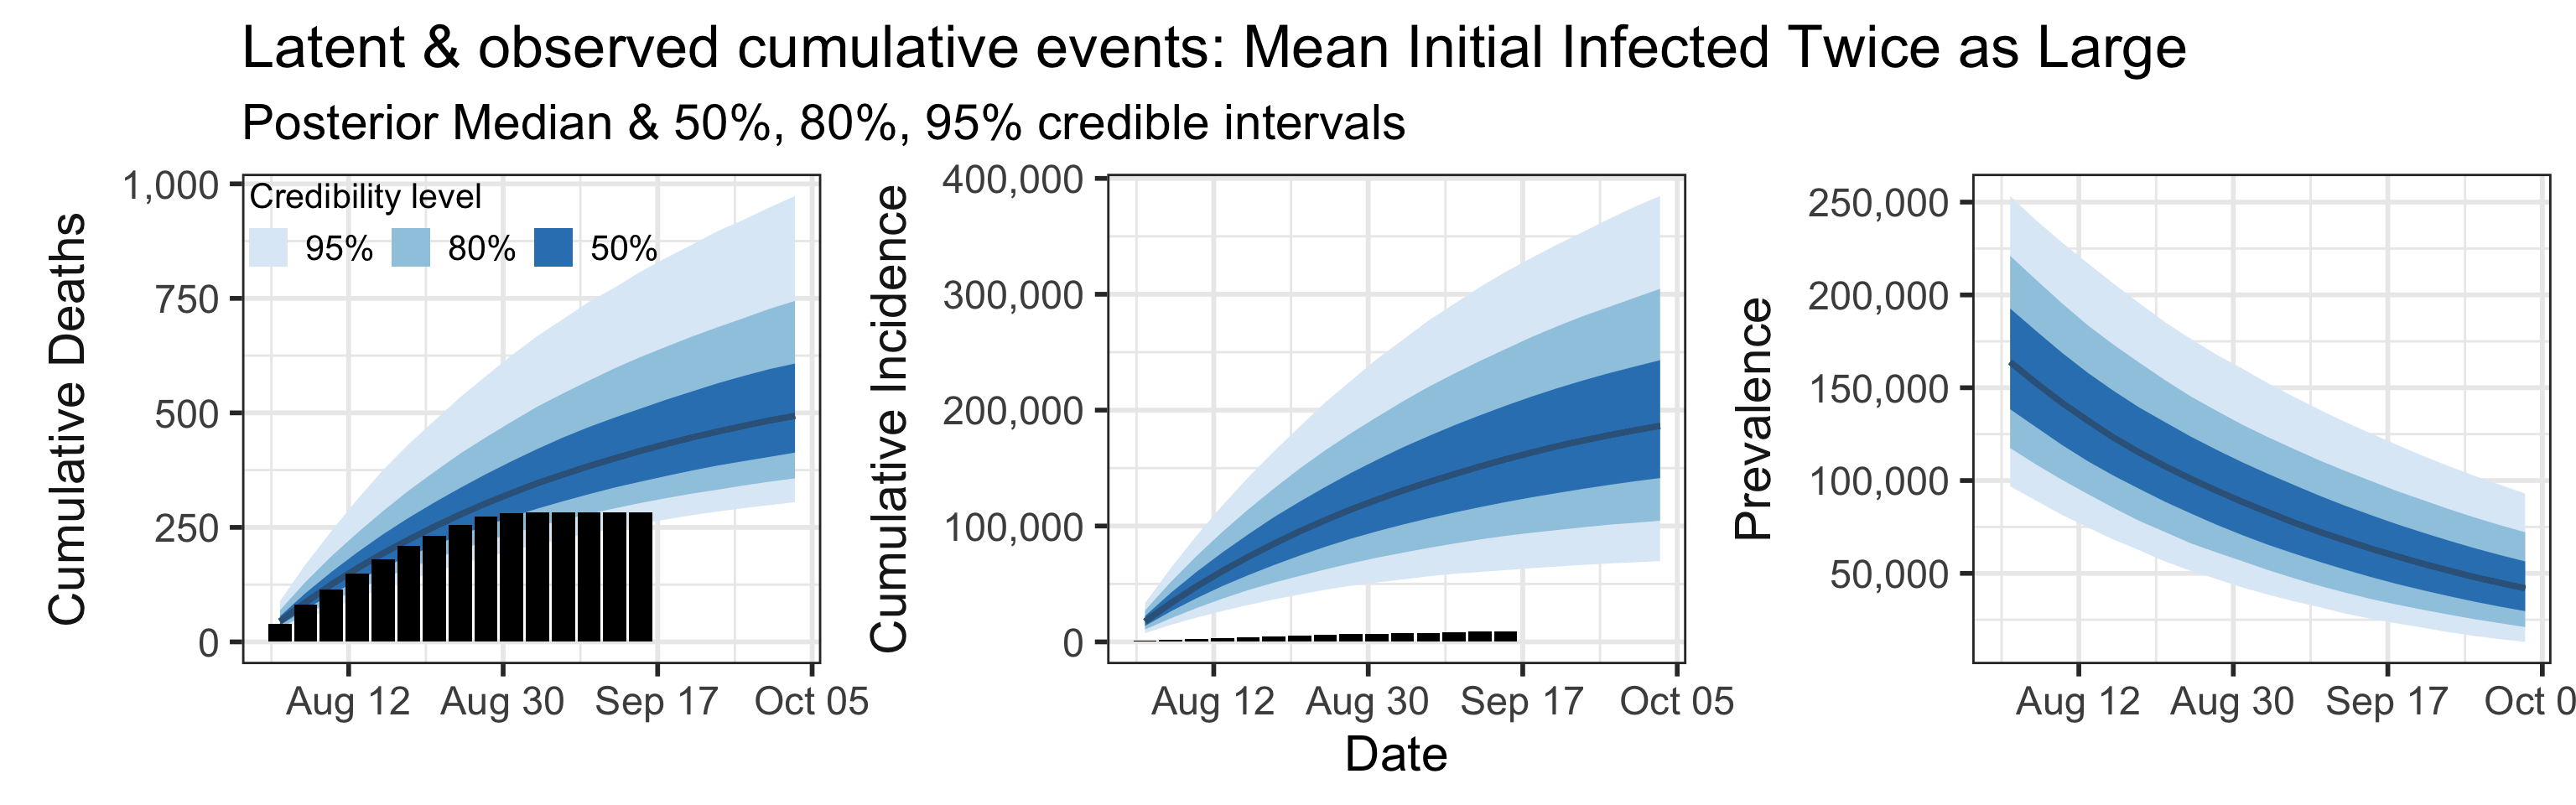 Latent & observed cumulative events: Mean Initial Infected Twice as Large
Posterior Median & 50%, 80%, 95% credible intervals
Cumulative Deaths
1,000
750
500
250
0
Credibility level
95% 80% 50%
Aug 12 Aug 30 Sep 17 Oct 05
Cumulative Incidence
400,000
300,000
200,000
100,000
0
Aug 12 Aug 30 Sep 17 Oct 05
Prevalence
250,000
200,000
150,000
100,000
50,000
Aug 12 Aug 30 Sep 17 Oct 0
Date